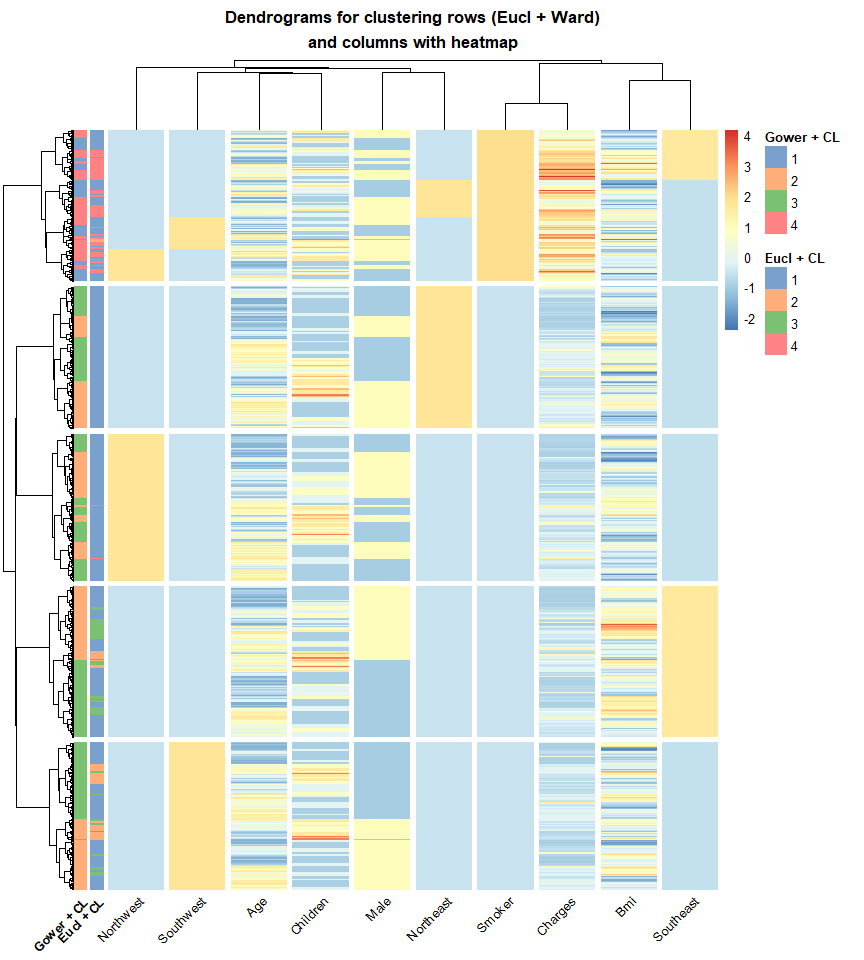 Dendrograms for clustering rows (Eucl + Ward)
and columns with heatmap
4
3
2
1
0
-1
-2
Gower + CL
1
2
3
4
Eucl + CL
1
2
3
4
Gower + CL
Eucl + CL
Northwest
Southwest
Age
Children
Male
Northeast
Smoker
Charges
BmI
Southeast